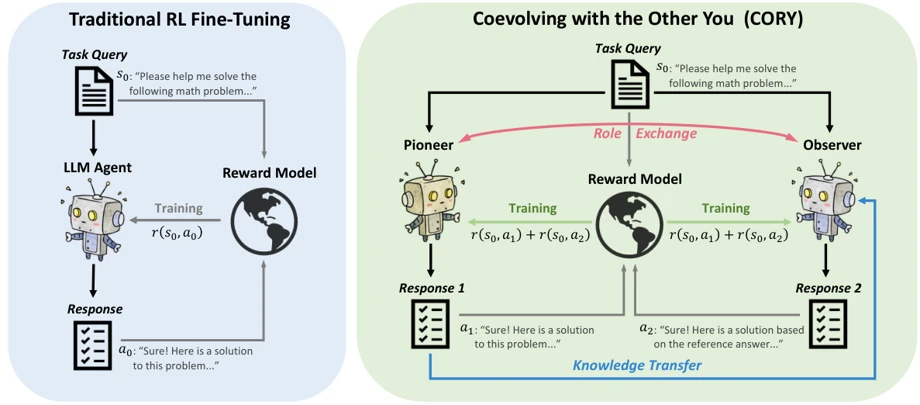 Traditional RL Fine-Tuning
Task Query
s₀: “Please help me solve the
following math problem...”
LLM Agent
Reward Model
Training
r(s₀, a₀)
Response
a₀: “Sure! Here is a solution
to this problem...”
Coevolving with the Other You (CORY)
Task Query
s₀: “Please help me solve the
following math problem...”
Role Exchange
Pioneer
Observer
Reward Model
Training
r(s₀, a₁) + r(s₀, a₂)
Training
r(s₀, a₁) + r(s₀, a₂)
Response 1
Response 2
a₁: “Sure! Here is a solution
to this problem...”
a₂: “Sure! Here is a solution based
on the reference answer...”
Knowledge Transfer